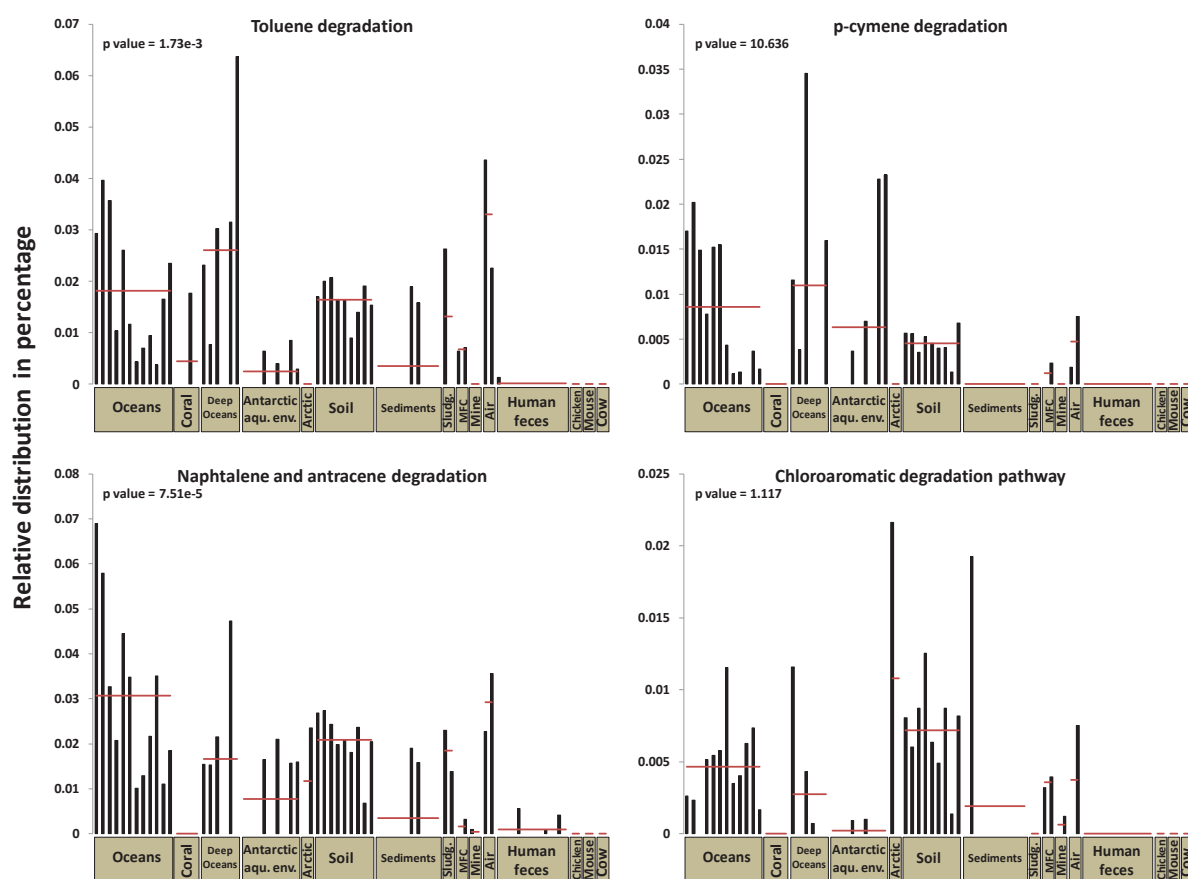 Relative distribution in percentage
Toluene degradation
p value = 1.73e-3
0.07
0.06
0.05
0.04
0.03
0.02
0.01
0
Oceans
Coral
Deep
Oceans
Antarctic
aqu. env.
Arctic
Soil
Sediments
Sludg.
MFC
Mine
Air
Human
feces
Chicken
Mouse
Cow
p-cymene degradation
p value = 10.636
0.04
0.035
0.03
0.025
0.02
0.015
0.01
0.005
0
Oceans
Coral
Deep
Oceans
Antarctic
aqu. env.
Arctic
Soil
Sediments
Sludg.
MFC
Mine
Air
Human
feces
Chicken
Mouse
Cow
Naphtalene and antracene degradation
p value = 7.51e-5
0.08
0.07
0.06
0.05
0.04
0.03
0.02
0.01
0
Oceans
Coral
Deep
Oceans
Antarctic
aqu. env.
Arctic
Soil
Sediments
Sludg.
MFC
Mine
Air
Human
feces
Chicken
Mouse
Cow
Chloroaromatic degradation pathway
p value = 1.117
0.025
0.02
0.015
0.01
0.005
0
Oceans
Coral
Deep
Oceans
Antarctic
aqu. env.
Arctic
Soil
Sediments
Sludg.
MFC
Mine
Air
Human
feces
Chicken
Mouse
Cow